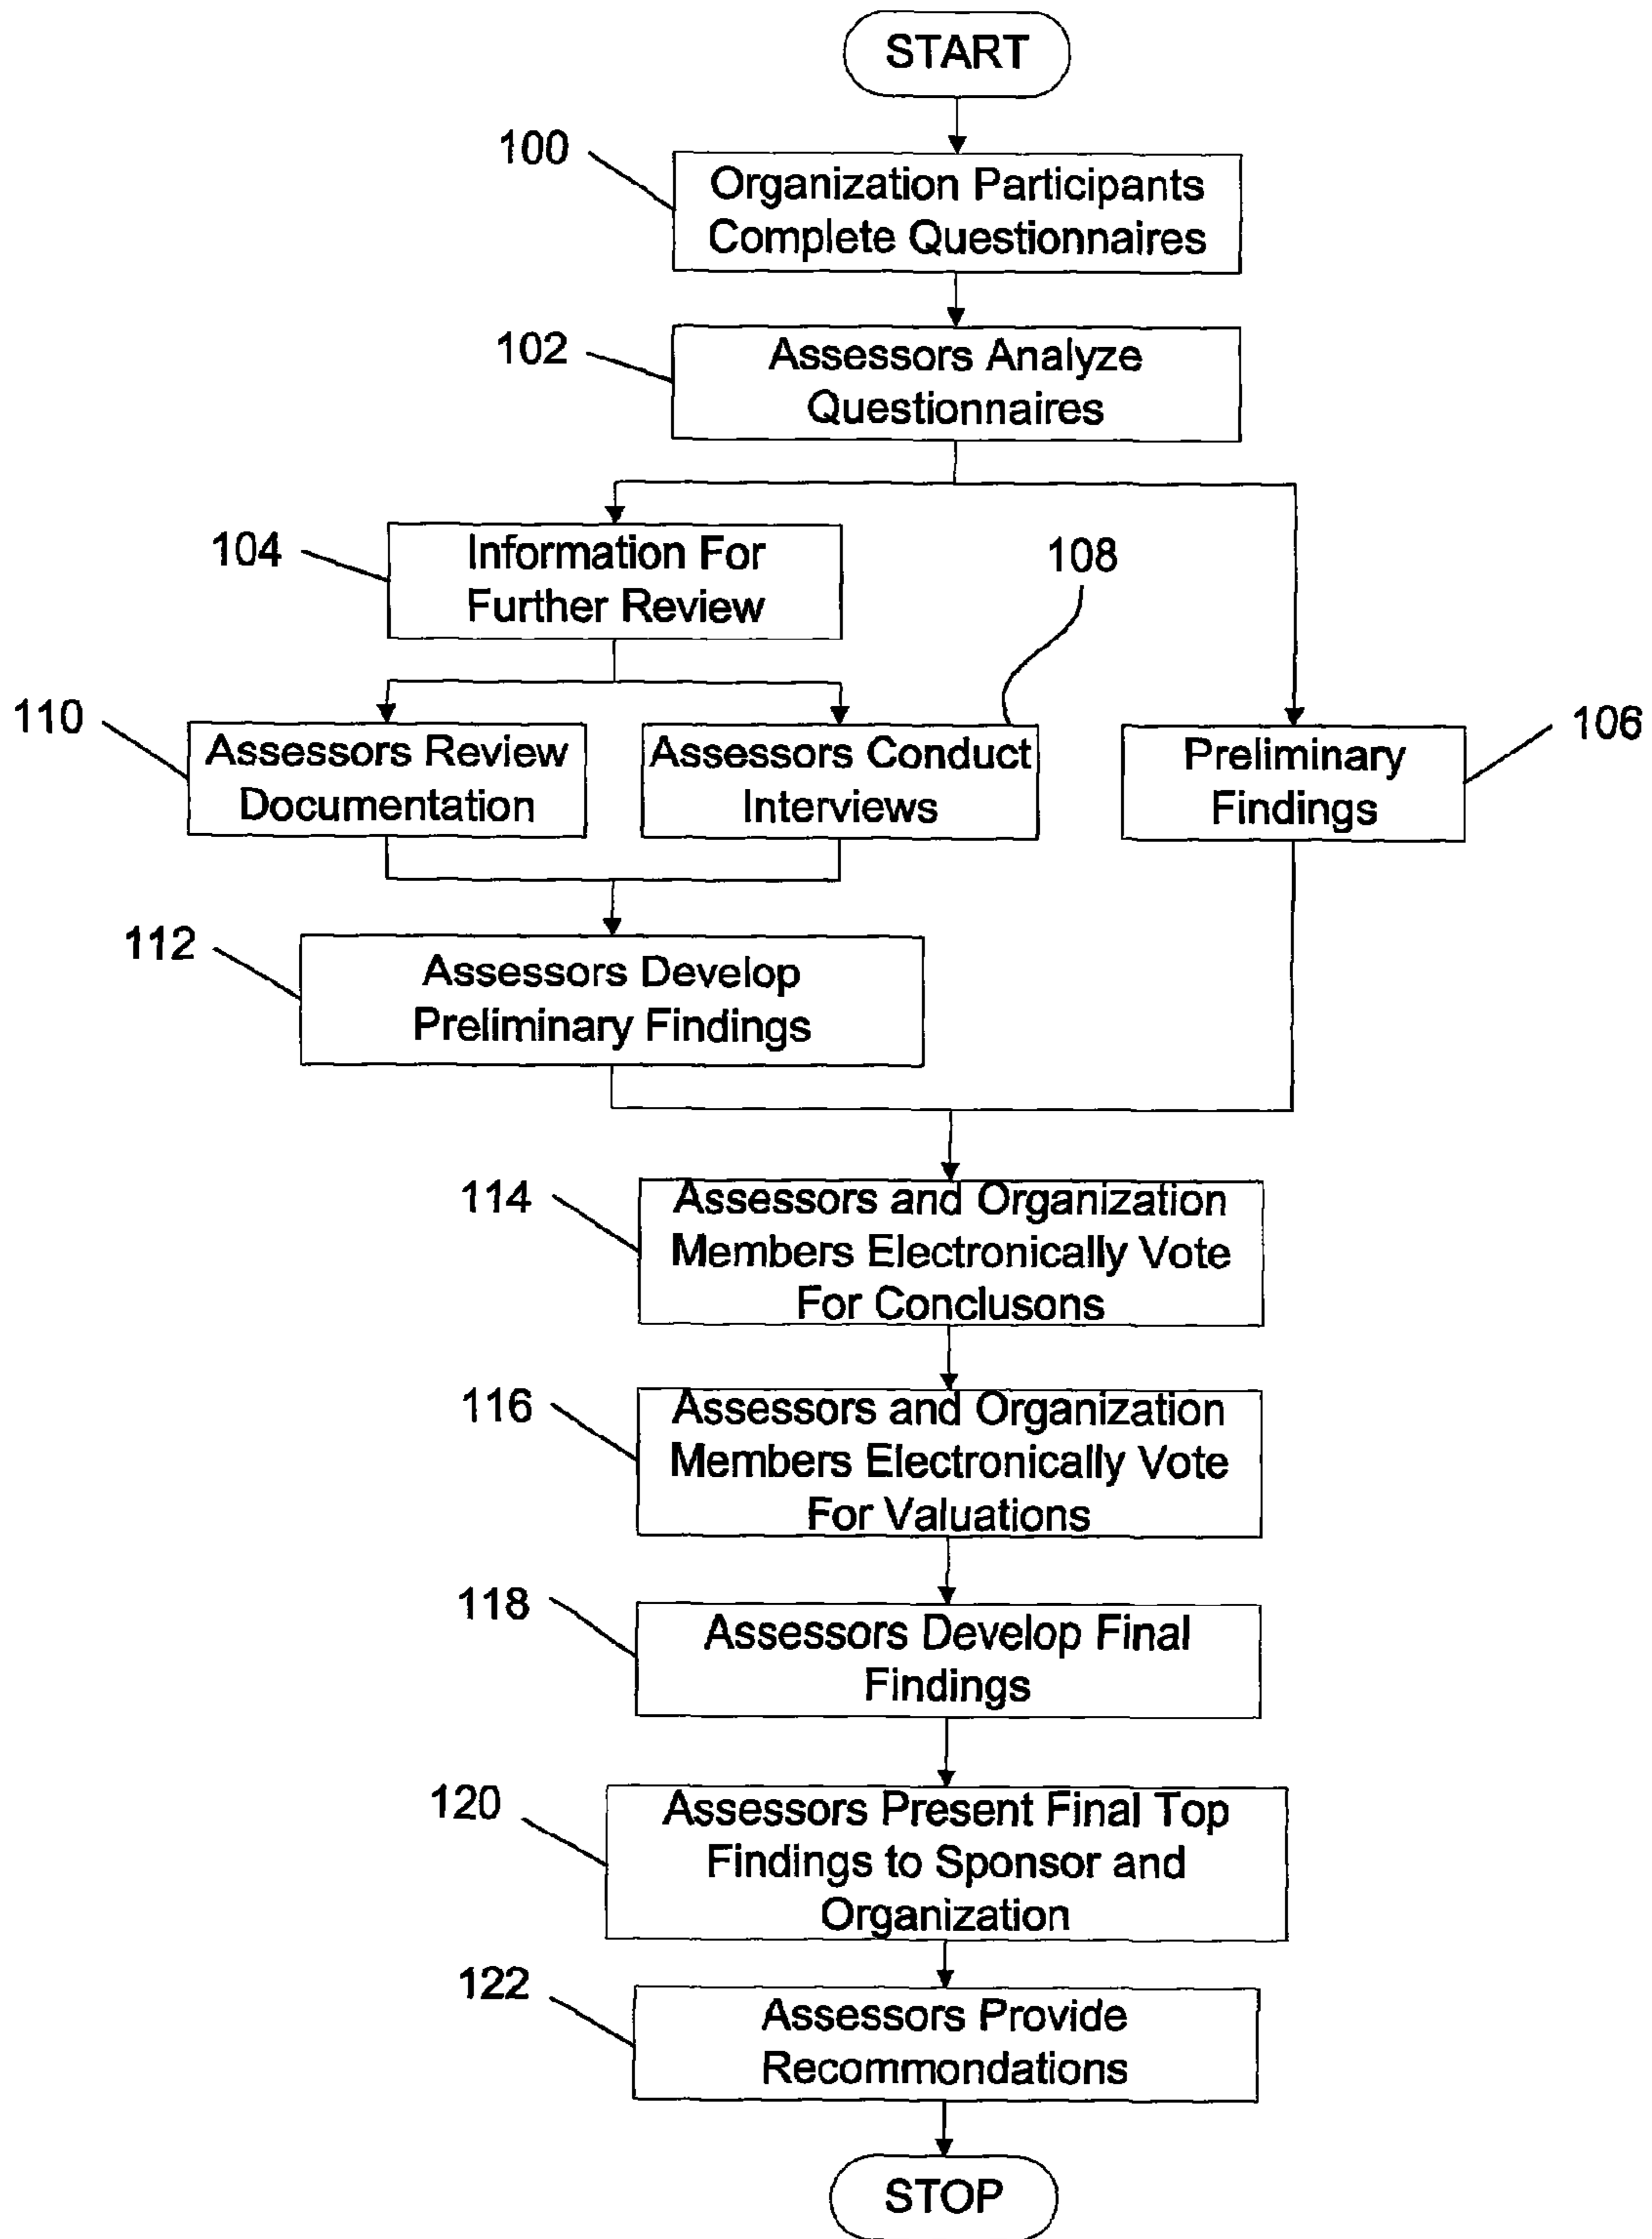 START
100
Organization Participants
Complete Questionnaires
102
Assessors Analyze
Questionnaires
104
Information For
Further Review
108
110
Assessors Review
Documentation
Assessors Conduct
Interviews
Preliminary
Findings
106
112
Assessors Develop
Preliminary Findings
114
Assessors and Organization
Members Electronically Vote
For Conclusons
116
Assessors and Organization
Members Electronically Vote
For Valuations
118
Assessors Develop Final
Findings
120
Assessors Present Final Top
Findings to Sponsor and
Organization
122
Assessors Provide
Recommondations
STOP